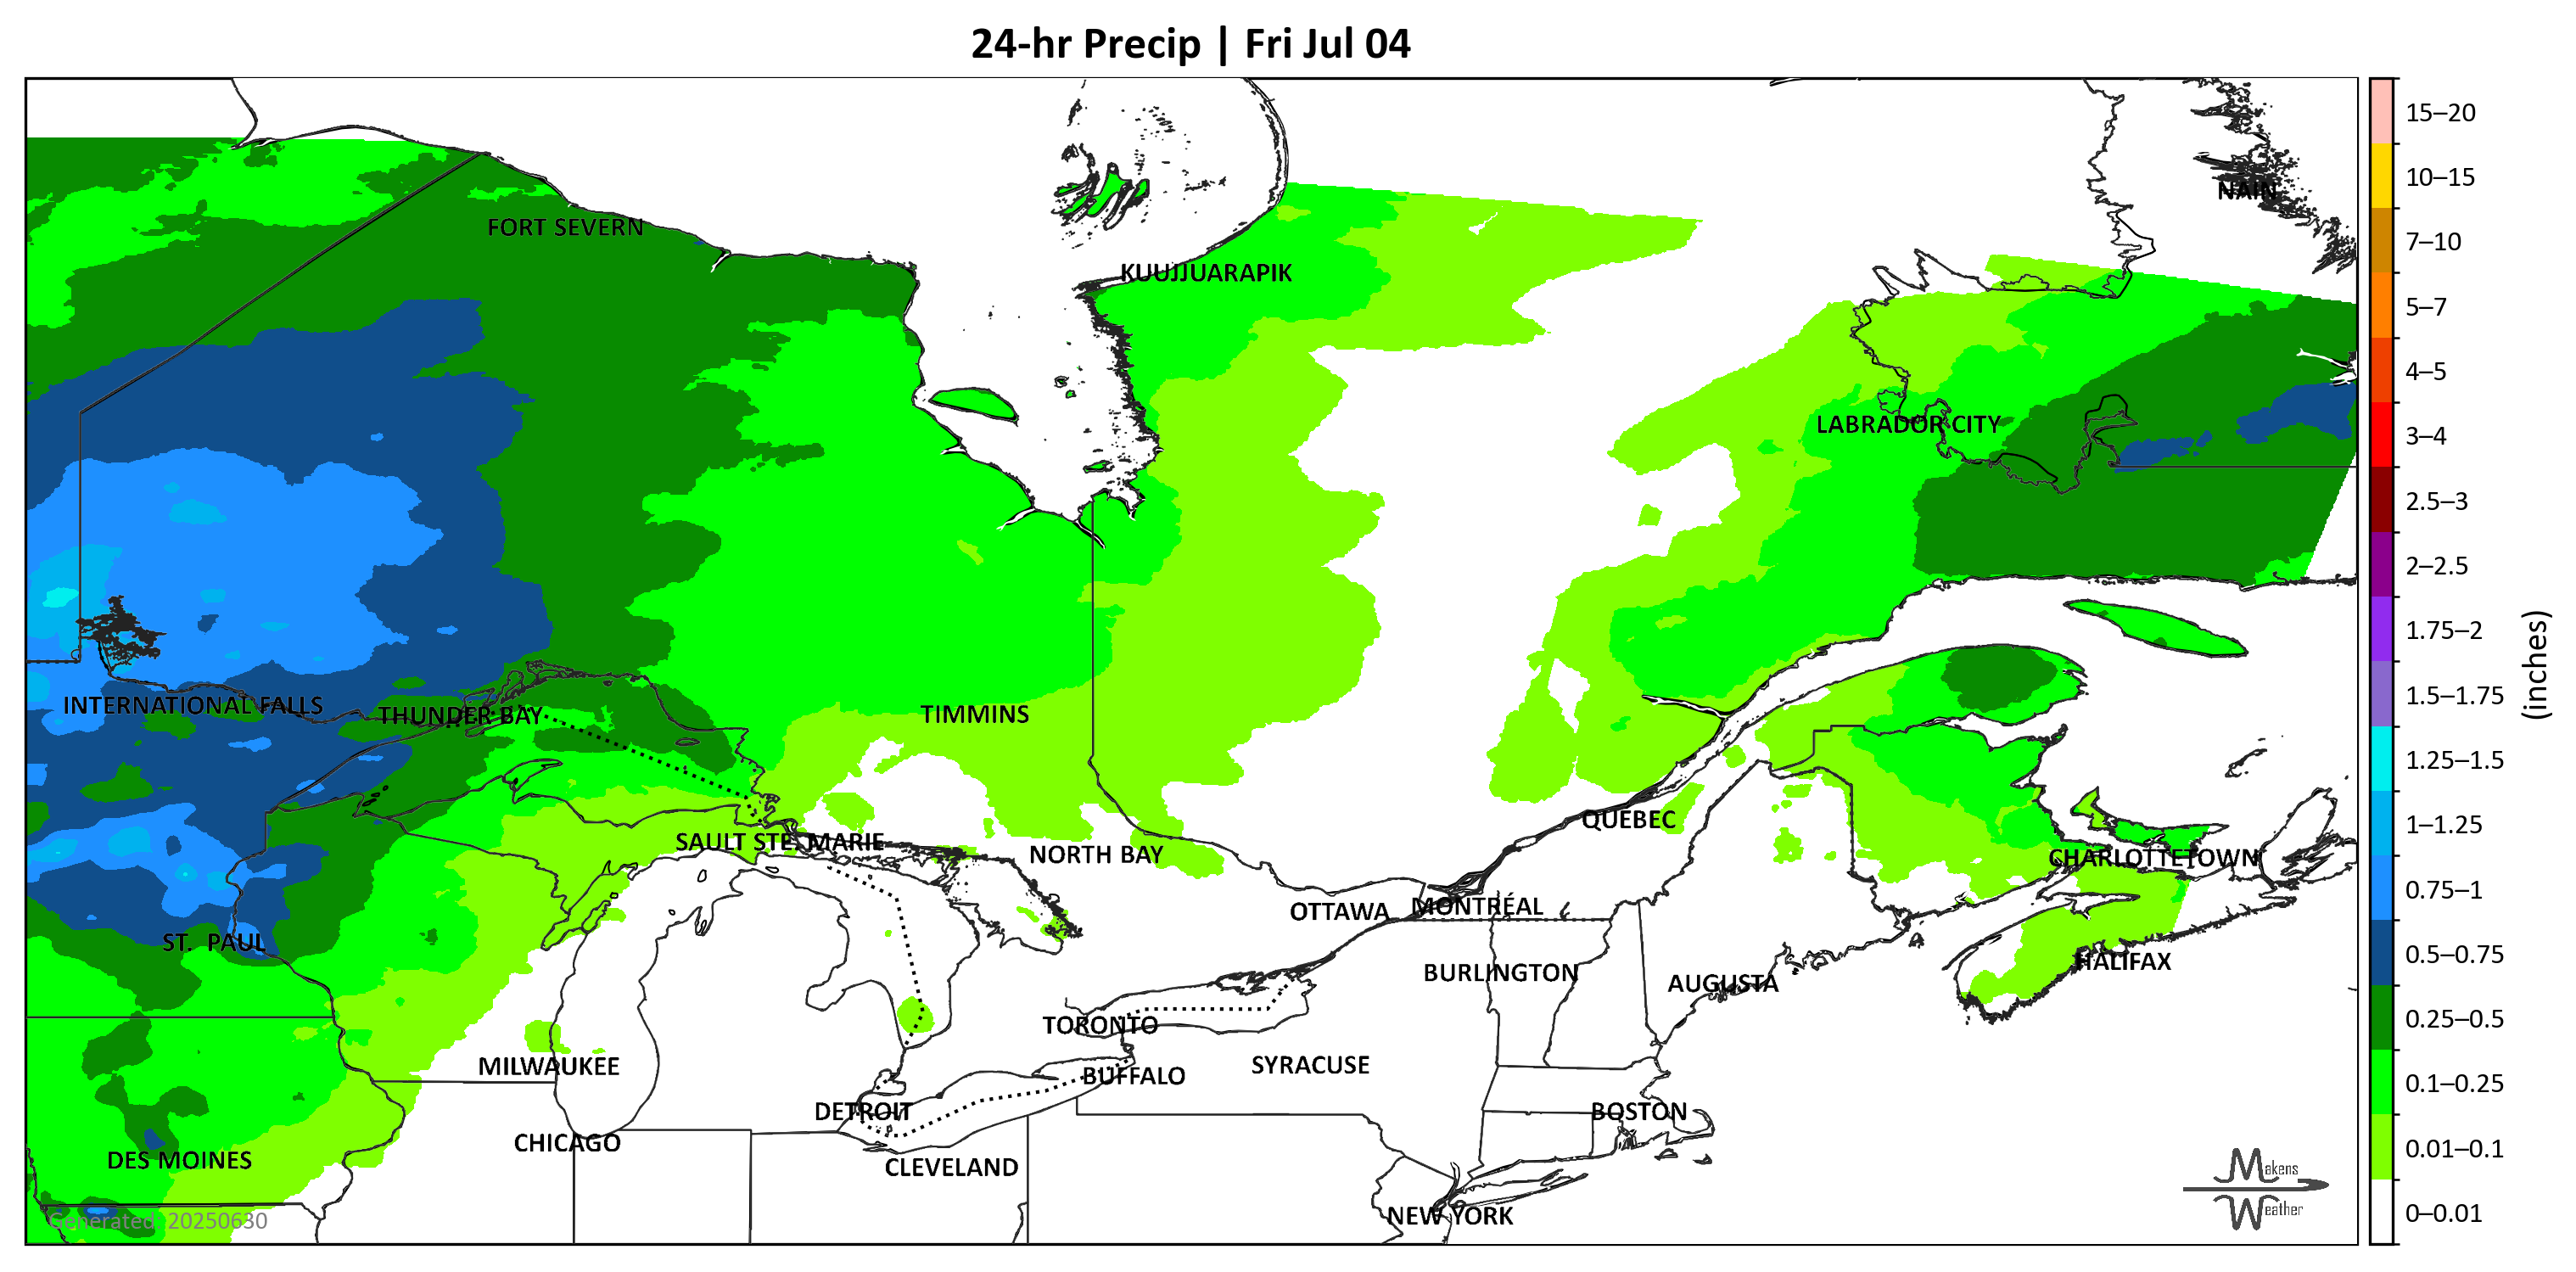 24-hr Precip | Fri Jul 04
NAIN
FORT SEVERN
KUUJJUARAPIK
LABRADOR CITY
INTERNATIONAL FALLS
THUNDER BAY
TIMMINS
QUÉBEC
SAULT STE. MARIE
NORTH BAY
CHARLOTTETOWN
OTTAWA
MONTRÉAL
ST. PAUL
HALIFAX
BURLINGTON
AUGUSTA
TORONTO
MILWAUKEE
SYRACUSE
BUFFALO
DETROIT
BOSTON
CHICAGO
DES MOINES
CLEVELAND
NEW YORK
Generated: 20250630
Makens
Weather
15–20
10–15
7–10
5–7
4–5
3–4
2.5–3
2–2.5
1.75–2
1.5–1.75
1.25–1.5
1–1.25
0.75–1
0.5–0.75
0.25–0.5
0.1–0.25
0.01–0.1
0–0.01
(inches)